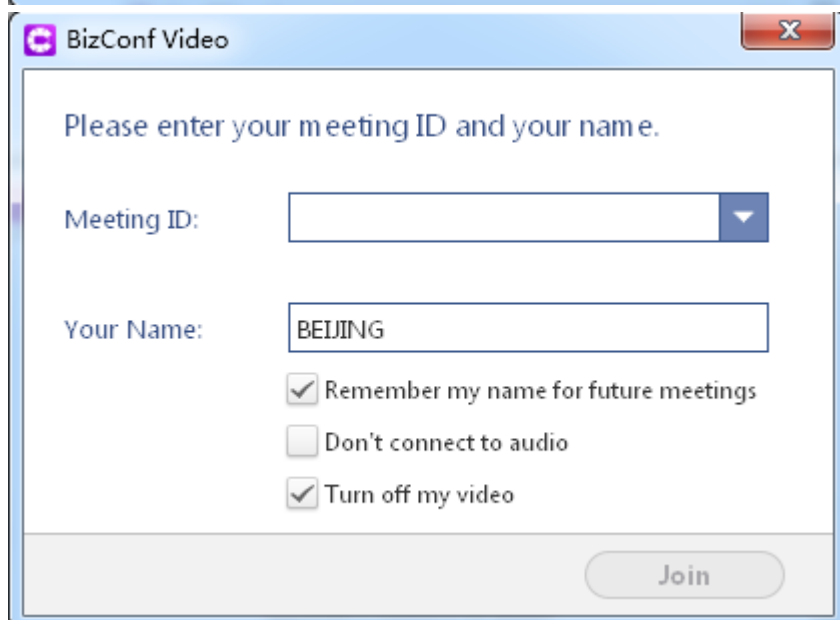 BizConf Video
Please enter your meeting ID and your name.
Meeting ID:
Your Name: BEIJING
Remember my name for future meetings
Don't connect to audio
Turn off my video
Join